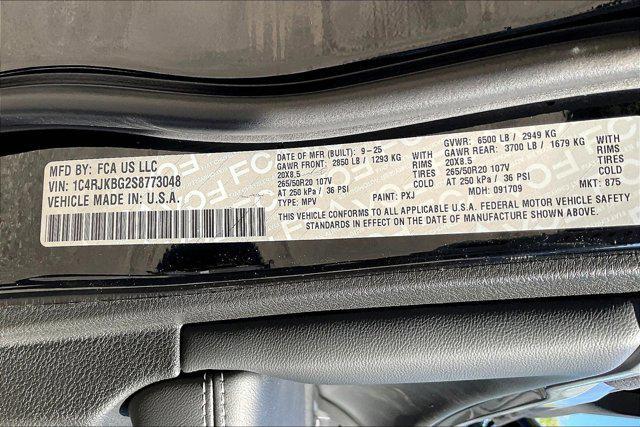 MFD BY: FCA US LLC
VIN: 1C4RJKBG2S8773048
VEHICLE MADE IN: U.S.A.
DATE OF MFR (BUILT): 9-25
GAWR FRONT: 2850 LB / 1293 KG WITH
20X8.5 RIMS
265/50R20 107V TIRES
AT 250 kPa / 36 PSI COLD
TYPE: MPV PAINT: PXJ
GVWR: 6500 LB / 2949 KG
GAWR REAR: 3700 LB / 1679 KG WITH
20X8.5 RIMS
265/50R20 107V TIRES
AT 250 kPa / 36 PSI COLD
MDH: 091709 MKT: 875
THIS VEHICLE CONFORMS TO ALL APPLICABLE U.S.A. FEDERAL MOTOR VEHICLE SAFETY
STANDARDS IN EFFECT ON THE DATE OF MANUFACTURE SHOWN ABOVE